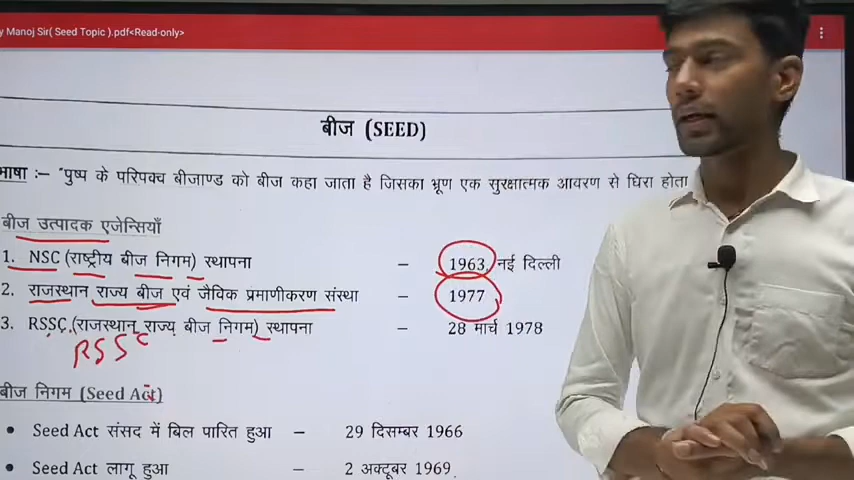 y Manoj Sir( Seed Topic ).pdf<Read-only>
बीज (SEED)
भाषा :– "पुष्प के परिपक्व बीजाण्ड को बीज कहा जाता है जिसका भ्रूण एक सुरक्षात्मक आवरण से घिरा होता
बीज उत्पादक एजेन्सियाँ
1. NSC (राष्ट्रीय बीज निगम) स्थापना – 1963, नई दिल्ली
2. राजस्थान राज्य बीज एवं जैविक प्रमाणीकरण संस्था – 1977
3. RSSC (राजस्थान राज्य बीज निगम) स्थापना – 28 मार्च 1978
RSSC
बीज निगम (Seed Act)
• Seed Act संसद में बिल पारित हुआ – 29 दिसम्बर 1966
• Seed Act लागू हुआ – 2 अक्टूबर 1969